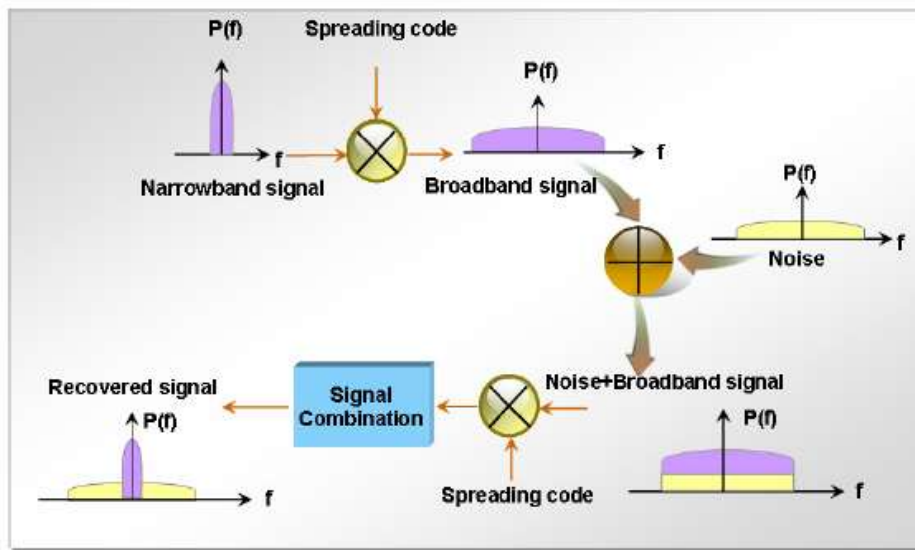 P(f)
Spreading code
P(f)
f
f
Narrowband signal
Broadband signal
P(f)
f
Noise
Recovered signal
Signal
Combination
Noise+Broadband signal
P(f)
P(f)
f
Spreading code
f